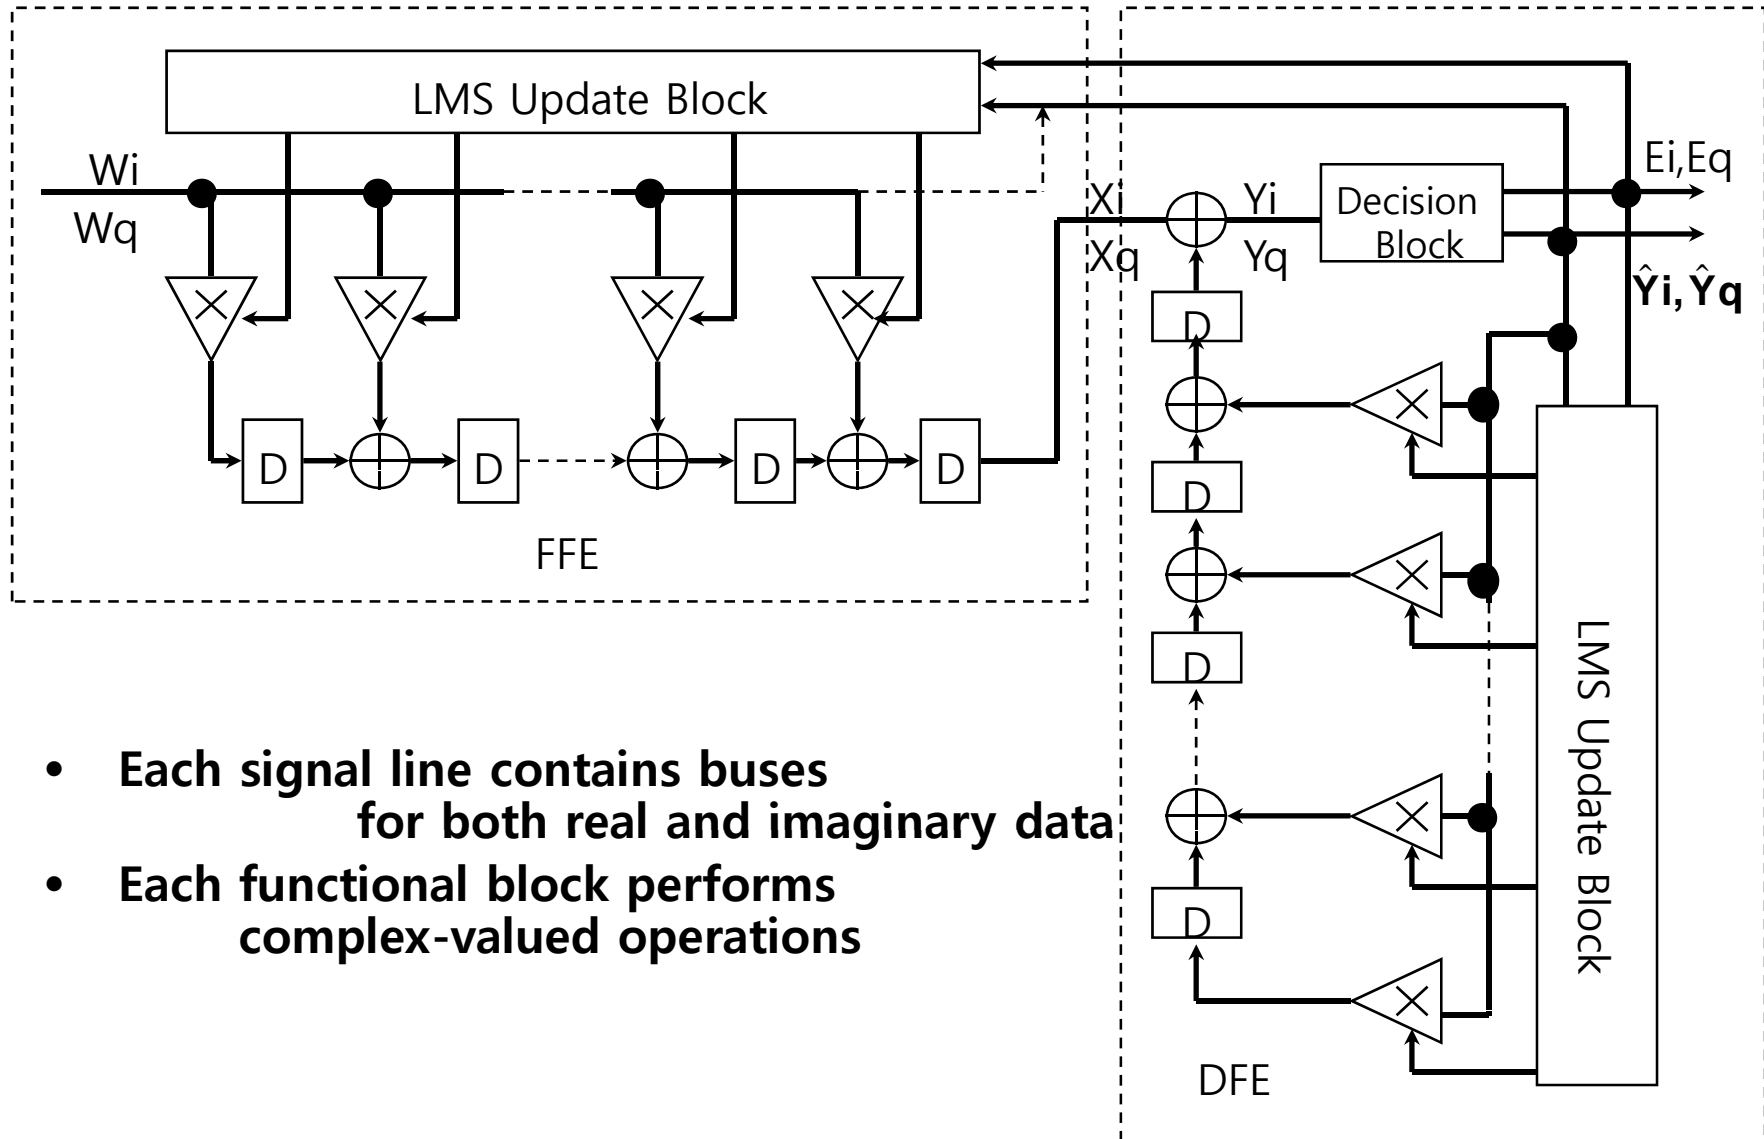 LMS Update Block
Wi
Wq
D
D
D
D
FFE
Xi
Xq
Yi
Yq
Decision
Block
Ei,Eq
Ŷi,Ŷq
D
D
D
D
LMS Update Block
DFE
• Each signal line contains buses
for both real and imaginary data
• Each functional block performs
complex-valued operations